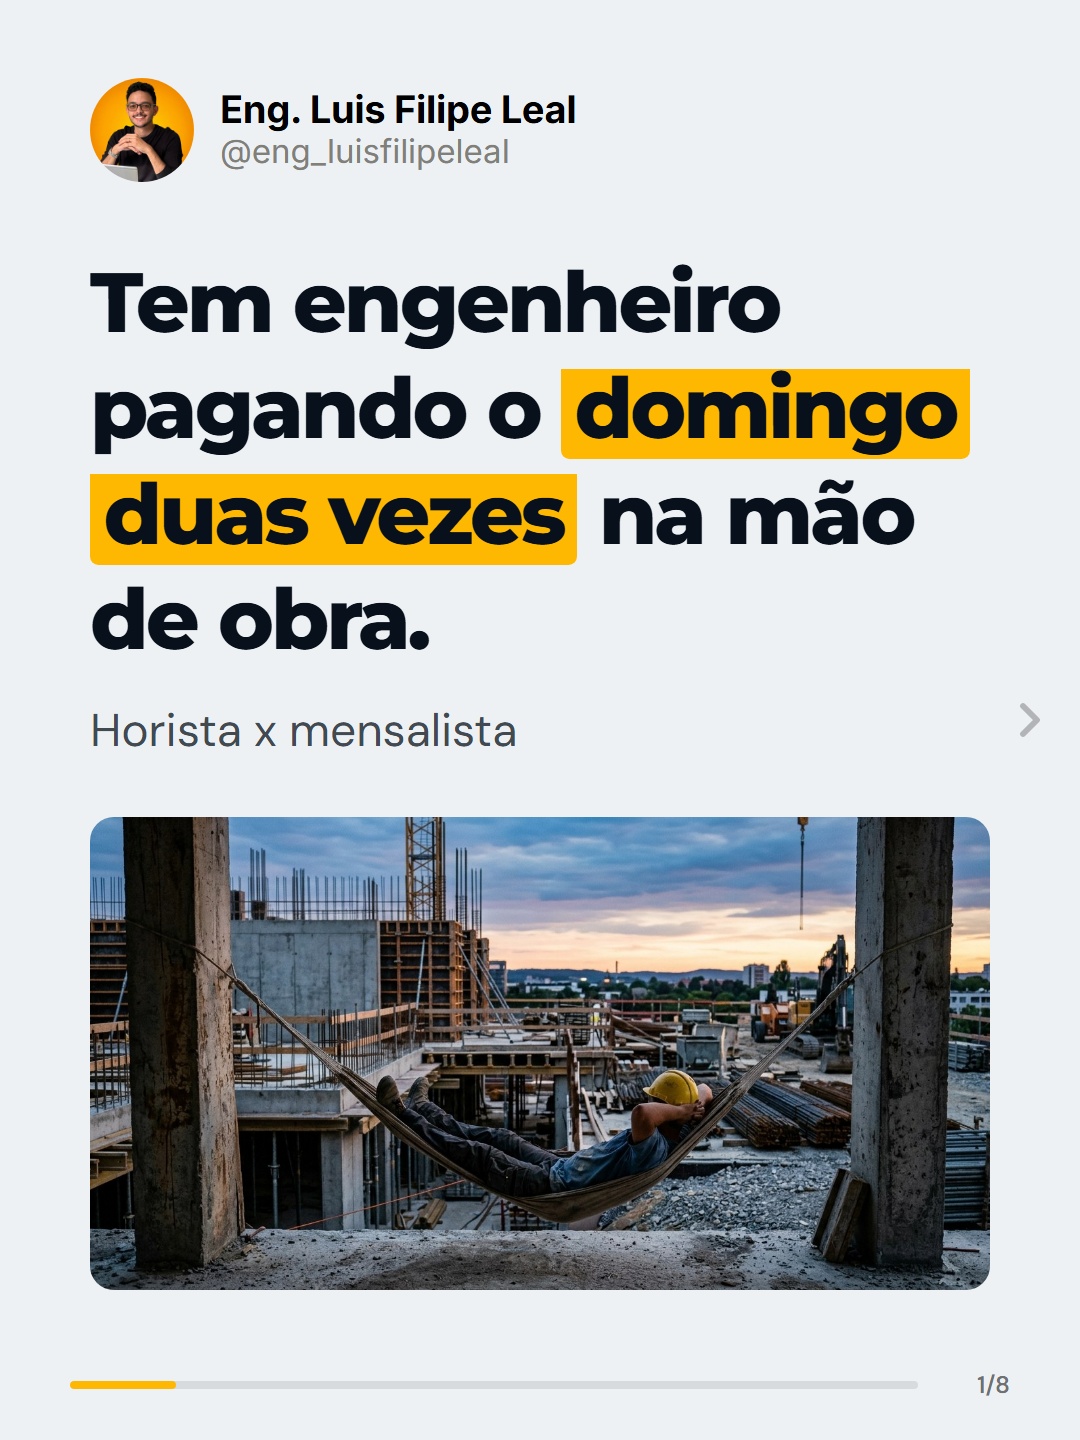 Eng. Luis Filipe Leal
@eng_luisfilipeleal
Tem engenheiro
pagando o domingo
duas vezes na mão
de obra.
Horista x mensalista
1/8